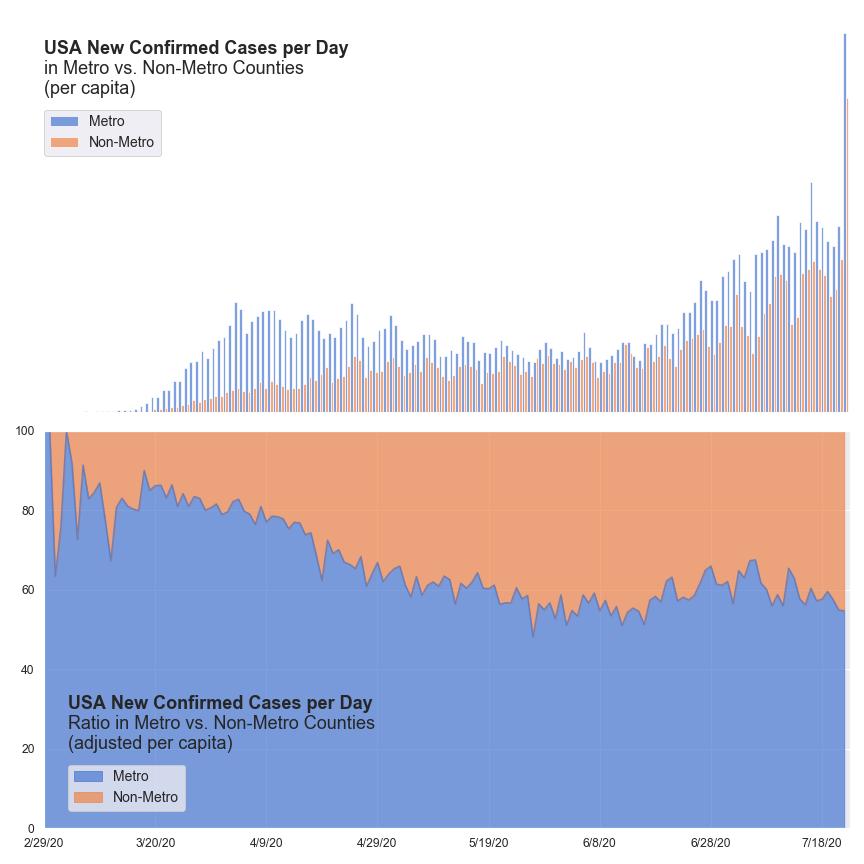 USA New Confirmed Cases per Day
in Metro vs. Non-Metro Counties
(per capita)
Metro
Non-Metro
100
80
60
40
20
0
USA New Confirmed Cases per Day
Ratio in Metro vs. Non-Metro Counties
(adjusted per capita)
Metro
Non-Metro
2/29/20 3/20/20 4/9/20 4/29/20 5/19/20 6/8/20 6/28/20 7/18/20